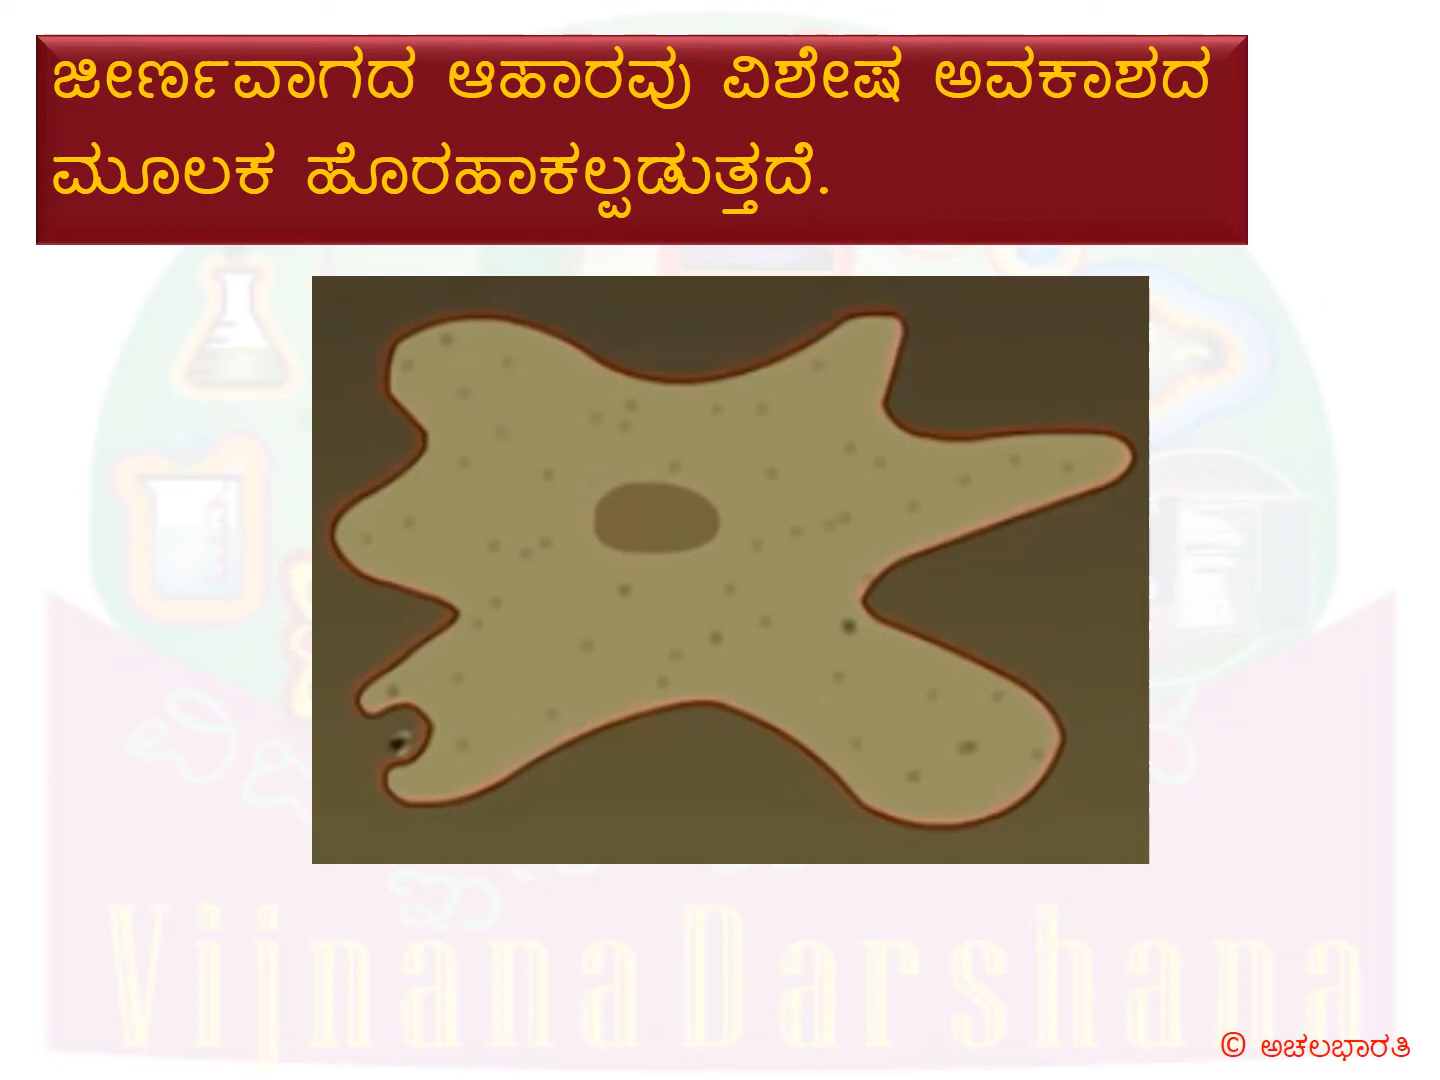 ಜೀರ್ಣವಾಗದ ಆಹಾರವು ವಿಶೇಷ ಅವಕಾಶದ
ಮೂಲಕ ಹೊರಹಾಕಲ್ಪಡುತ್ತದೆ.
Vijnana Darshana
© ಅಚಲಭಾರತಿ